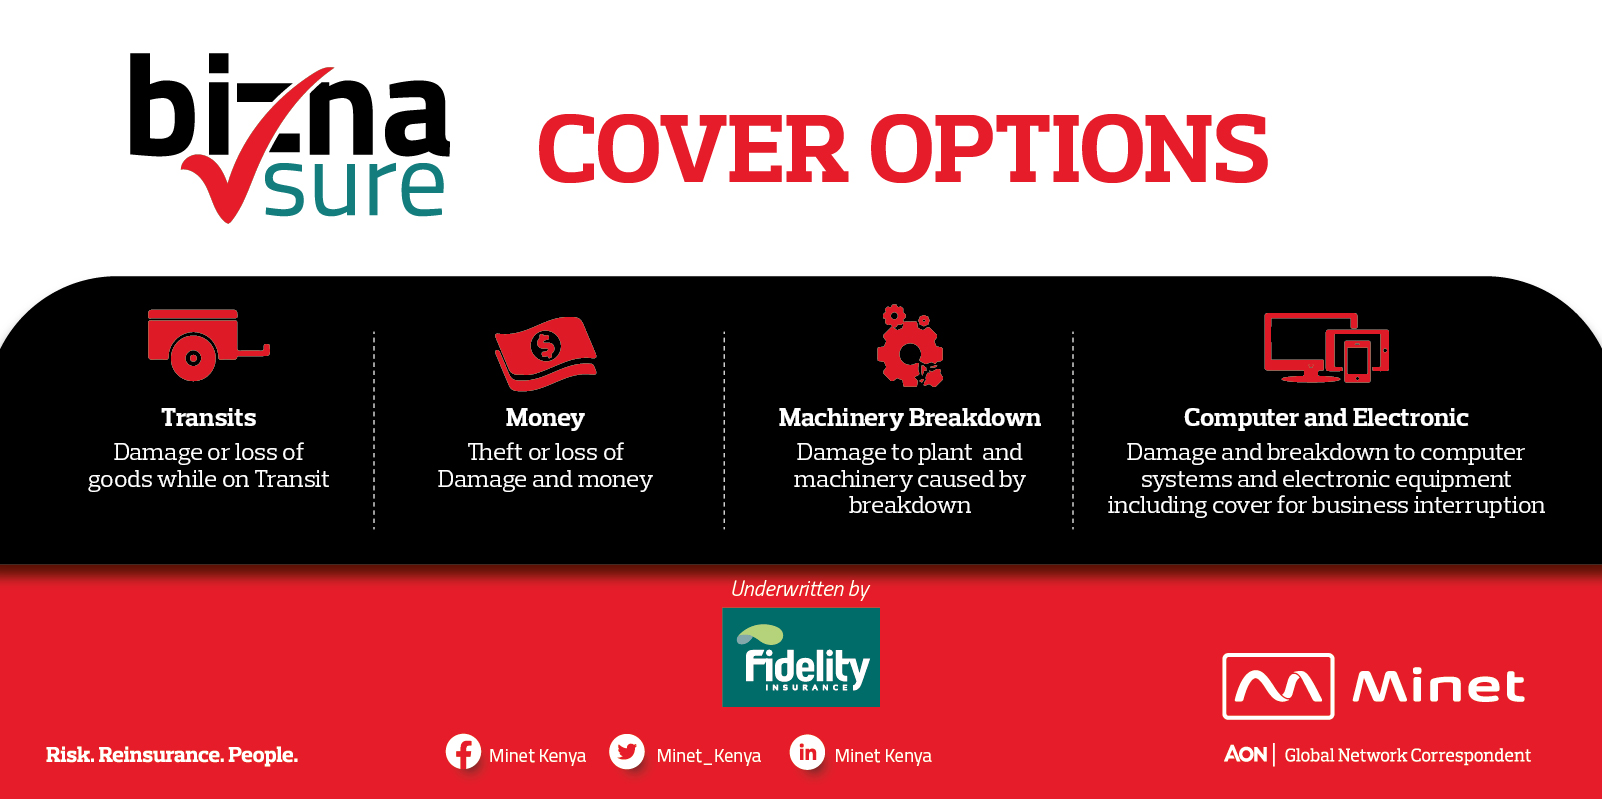 bizna
sure
COVER OPTIONS
Transits
Damage or loss of
goods while on Transit
Money
Theft or loss of
Damage and money
Machinery Breakdown
Damage to plant and
machinery caused by
breakdown
Computer and Electronic
Damage and breakdown to computer
systems and electronic equipment
including cover for business interruption
Underwritten by
Fidelity
INSURANCE
Minet
Risk. Reinsurance. People.
Minet Kenya
Minet_Kenya
in Minet Kenya
AON | Global Network Correspondent